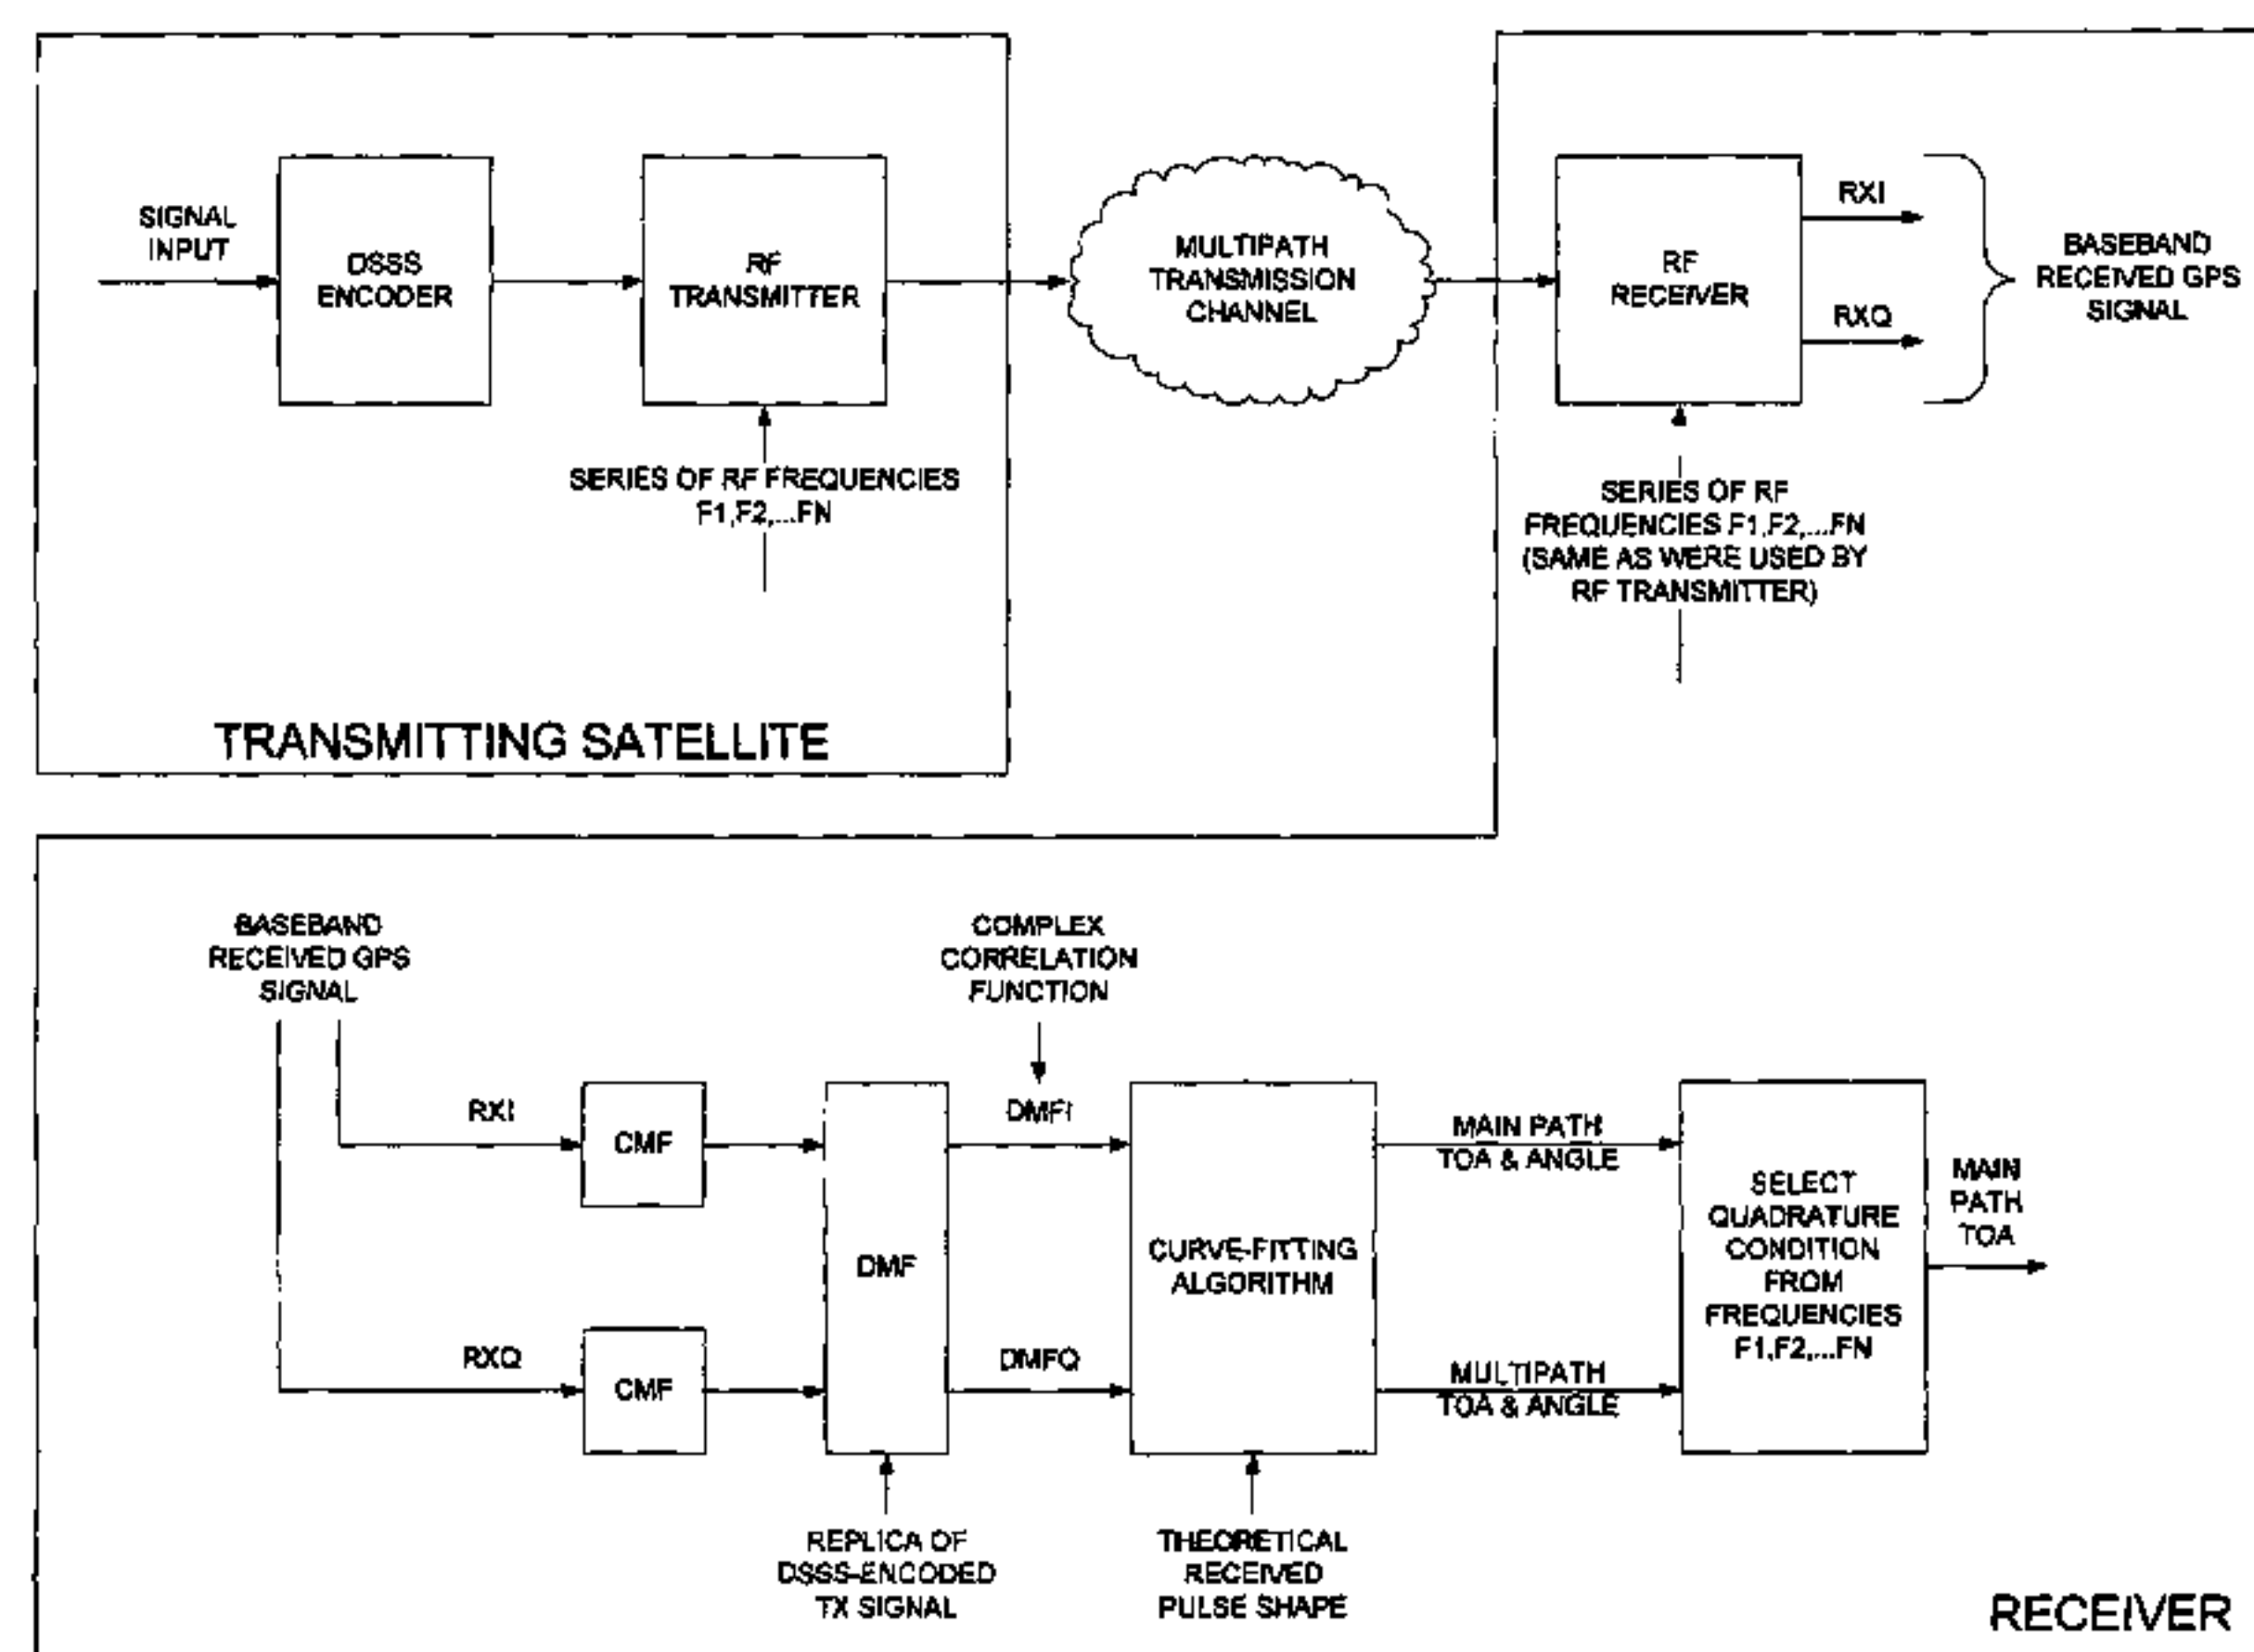 SIGNAL
INPUT
DSSS
ENCODER
RF
TRANSMITTER
SERIES OF RF FREQUENCIES
F1,F2,...FN
TRANSMITTING SATELLITE
MULTIPATH
TRANSMISSION
CHANNEL
RF
RECEIVER
RXI
RXQ
BASEBAND
RECEIVED GPS
SIGNAL
SERIES OF RF
FREQUENCIES F1,F2,...FN
(SAME AS WERE USED BY
RF TRANSMITTER)
BASEBAND
RECEIVED GPS
SIGNAL
RXI
CMF
RXQ
CMF
DMF
REPLICA OF
DSSS-ENCODED
TX SIGNAL
COMPLEX
CORRELATION
FUNCTION
DMFI
DMFQ
CURVE-FITTING
ALGORITHM
THEORETICAL
RECEIVED
PULSE SHAPE
MAIN PATH
TOA & ANGLE
MULTIPATH
TOA & ANGLE
SELECT
QUADRATURE
CONDITION
FROM
FREQUENCIES
F1,F2,...FN
MAIN
PATH
TOA
RECEIVER